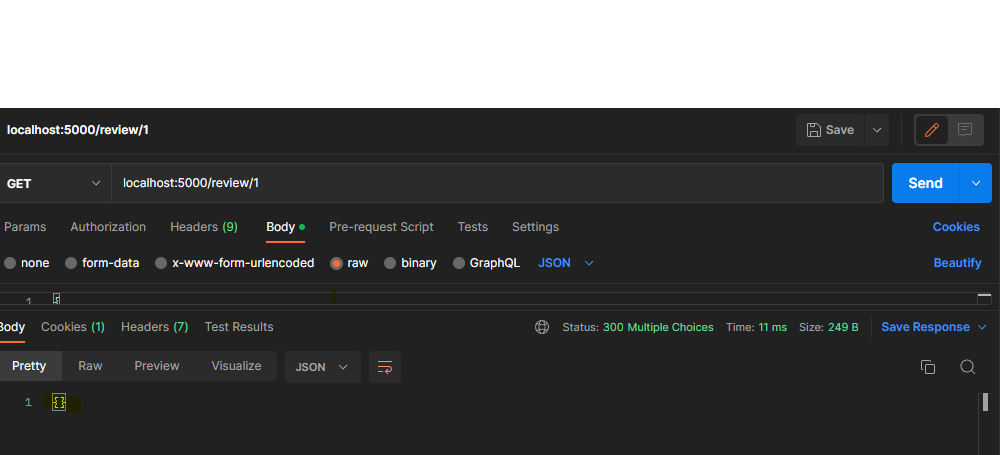 localhost:5000/review/1
Save
GET localhost:5000/review/1 Send
Params Authorization Headers (9) Body Pre-request Script Tests Settings Cookies
none form-data x-www-form-urlencoded raw binary GraphQL JSON Beautify
1 {
Body Cookies (1) Headers (7) Test Results Status: 300 Multiple Choices Time: 11 ms Size: 249 B Save Response
Pretty Raw Preview Visualize JSON
1 {}